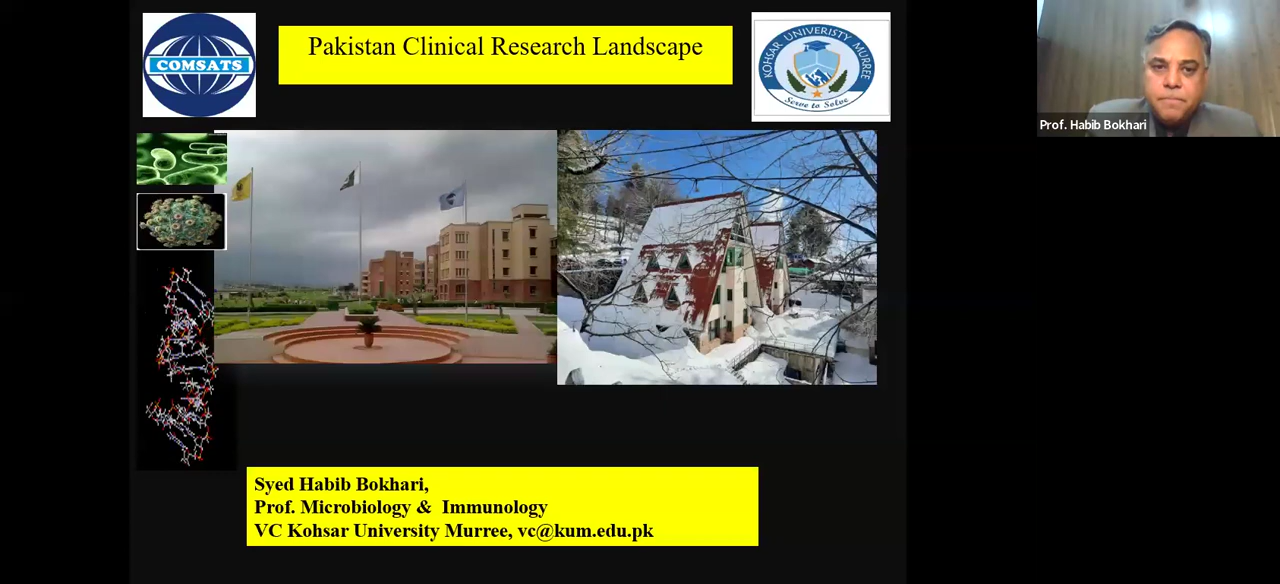 COMSATS
Pakistan Clinical Research Landscape
KOHSAR UNIVERISTY MURREE
Serve to Solve
Prof. Habib Bokhari
Syed Habib Bokhari,
Prof. Microbiology & Immunology
VC Kohsar University Murree, vc@kum.edu.pk